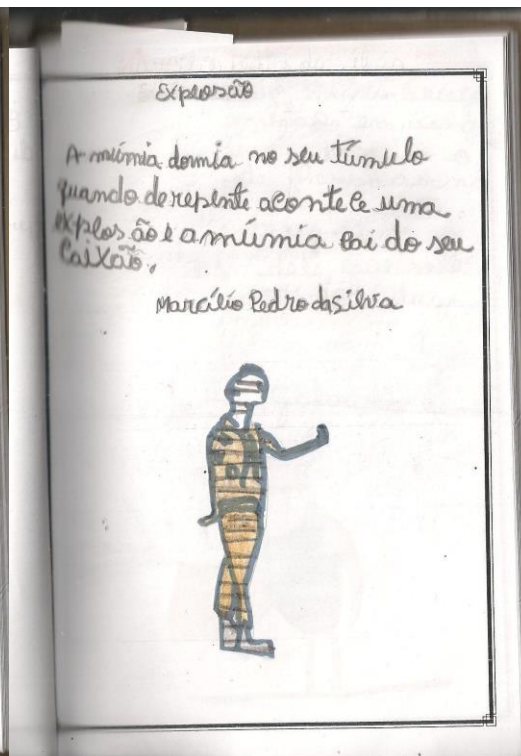 Explosão
A múmia dormia no seu túmulo
quando derepente acontece uma
explosão e a múmia cai do seu
caixão.
Marcílio Pedro da Silva